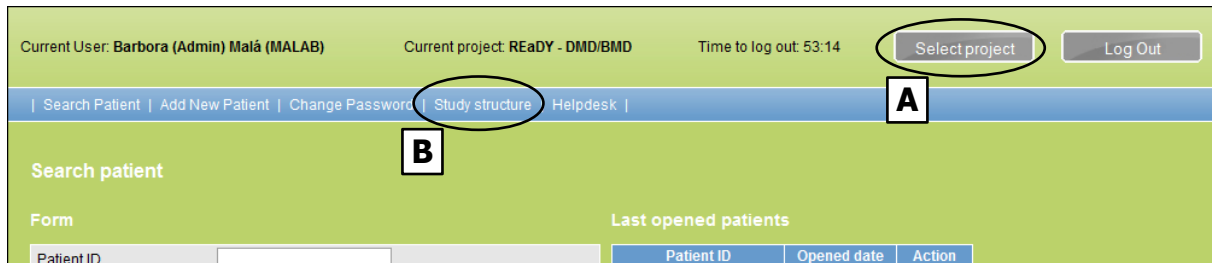 Current User: Barbora (Admin) Malá (MALAB) Current project: REaDY - DMD/BMD Time to log out: 53:14 Select project Log Out
| Search Patient | Add New Patient | Change Password | Study structure Helpdesk |
A
B
Search patient
Form Last opened patients
Patient ID Patient ID Opened date Action